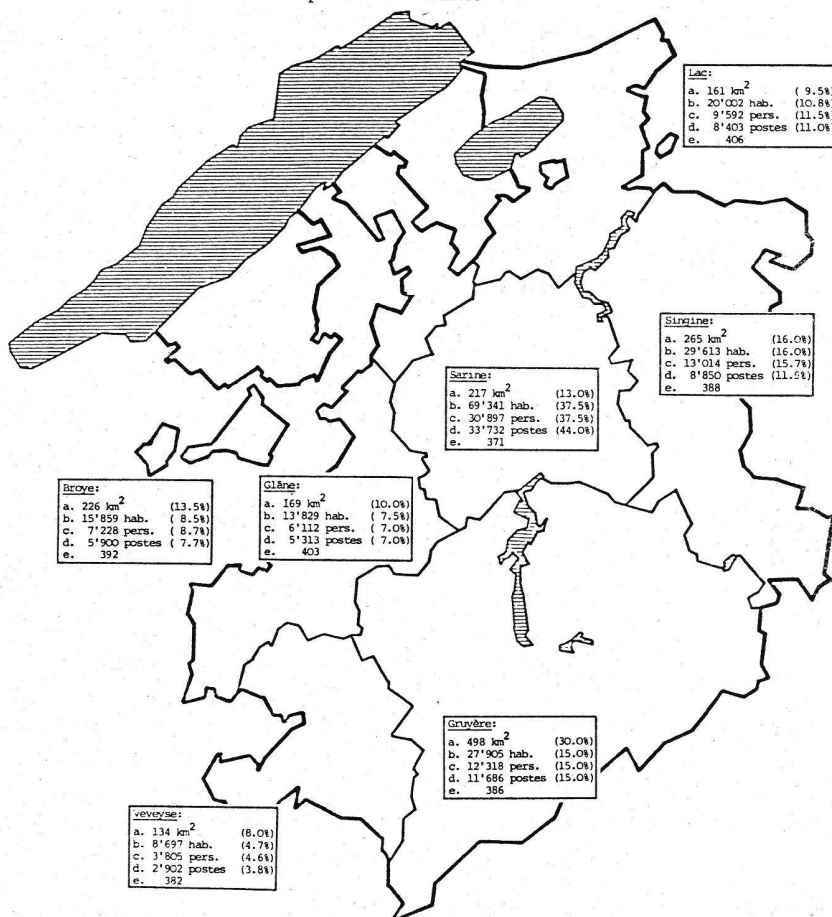 Lac:
a. 161 km² ( 9.5%
b. 20'002 hab. (10.8%
c. 9'592 pers. (11.5%
d. 8'403 postes (11.0%
e. 406
Singine:
a. 265 km² (16.0%)
b. 29'613 hab. (16.0%)
c. 13'014 pers. (15.7%)
d. 8'850 postes (11.5%)
e. 388
Sarine:
a. 217 km² (13.0%)
b. 69'341 hab. (37.5%)
c. 30'897 pers. (37.5%)
d. 33'732 postes (44.0%)
e. 371
Broye:
a. 226 km² (13.5%)
b. 15'859 hab. ( 8.5%)
c. 7'228 pers. ( 8.7%)
d. 5'900 postes ( 7.7%)
e. 392
Glâne:
a. 169 km² (10.0%)
b. 13'829 hab. ( 7.5%)
c. 6'112 pers. ( 7.0%)
d. 5'313 postes ( 7.0%)
e. 403
Gruyère:
a. 498 km² (30.0%)
b. 27'905 hab. (15.0%)
c. 12'318 pers. (15.0%)
d. 11'686 postes (15.0%)
e. 386
Veveyse:
a. 134 km² (8.0%)
b. 8'697 hab. (4.7%)
c. 3'805 pers. (4.6%)
d. 2'902 postes (3.8%)
e. 382